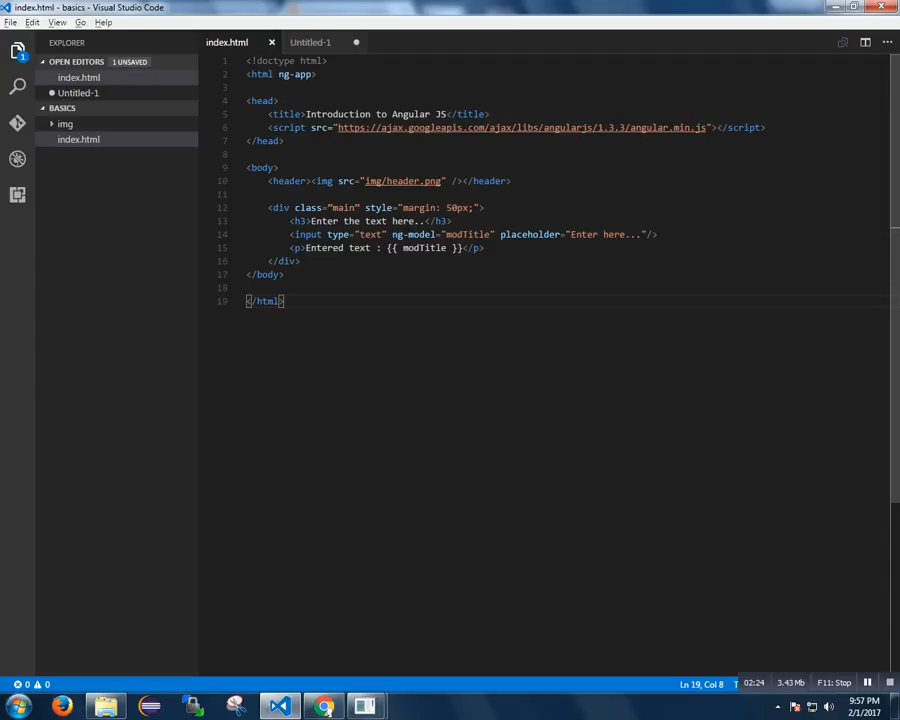 index.html - basics - Visual Studio Code
File Edit View Go Help
EXPLORER
OPEN EDITORS 1 UNSAVED
index.html
Untitled-1
BASICS
img
index.html
1
index.html
Untitled-1
1 <!doctype html>
2 <html ng-app>
3
4 <head>
5 <title>Introduction to Angular JS</title>
6 <script src="https://ajax.googleapis.com/ajax/libs/angularjs/1.3.3/angular.min.js"></script>
7 </head>
8
9 <body>
10 <header><img src="img/header.png" /></header>
11
12 <div class=”main” style="margin: 50px;">
13 <h3>Enter the text here..</h3>
14 <input type="text" ng-model="modTitle" placeholder="Enter here..."/>
15 <p>Entered text : {{ modTitle }}</p>
16 </div>
17 </body>
18
19 </html>
0 0
Ln 19, Col 8
02:24 3.43 Mb F11: Stop
9:57 PM
2/1/2017